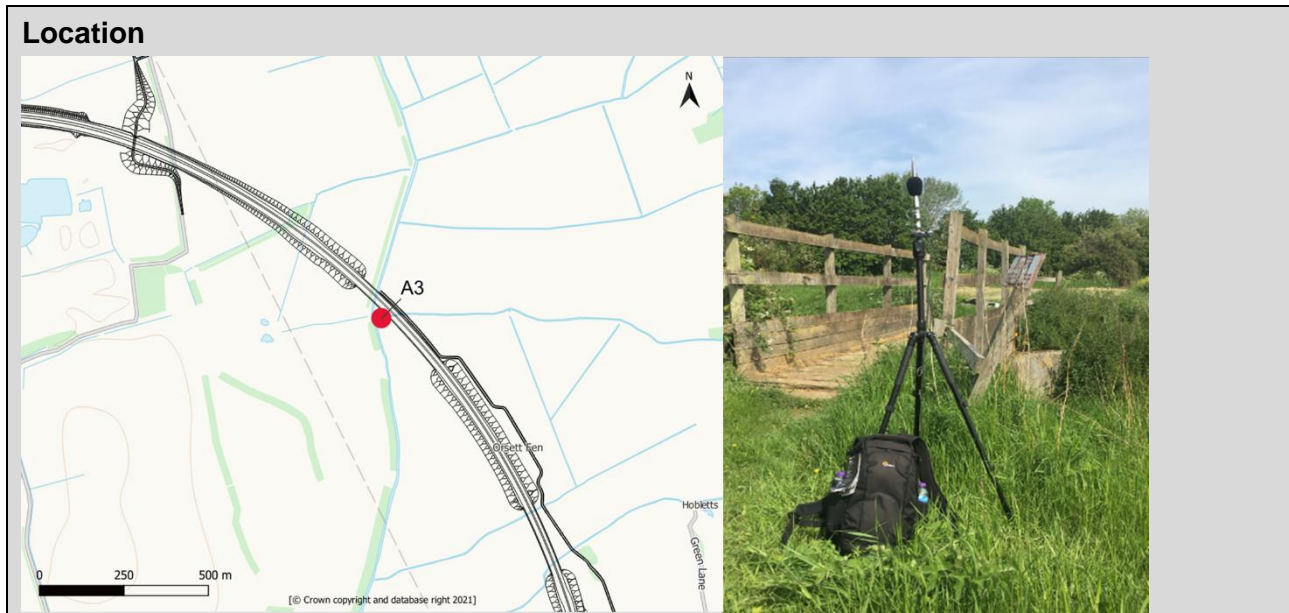 Location
N
A3
Orsett Fen
Hobletts
Green Lane
0 250 500 m
[© Crown copyright and database right 2021]